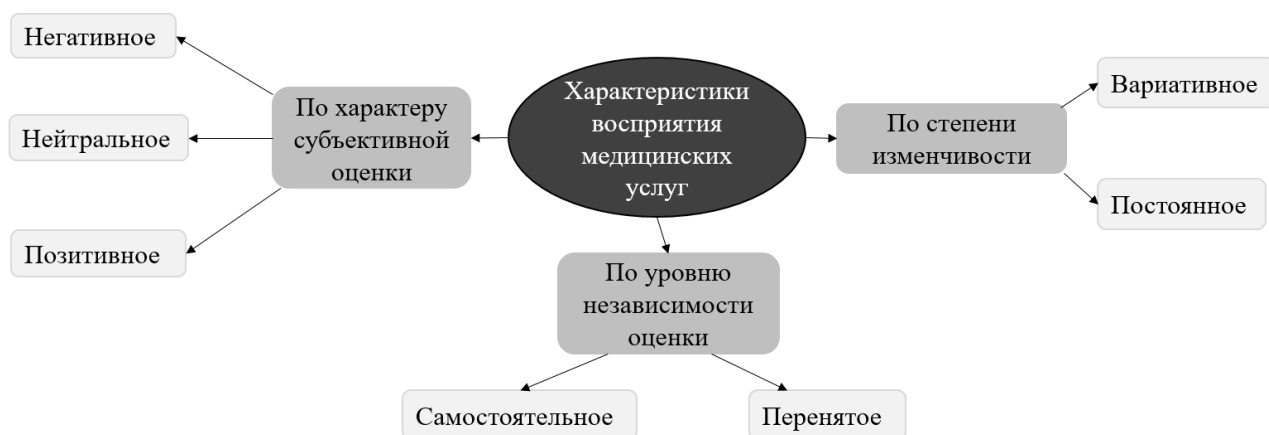 Негативное
Нейтральное
Позитивное
По характеру
субъективной
оценки
Характеристики
восприятия
медицинских
услуг
По степени
изменчивости
Вариативное
Постоянное
По уровню
независимости
оценки
Самостоятельное
Перенятое